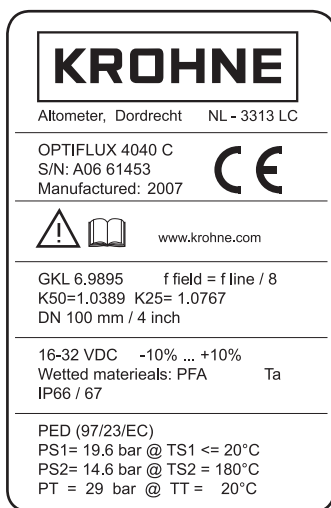 KROHNE
Altometer, Dordrecht NL - 3313 LC
OPTIFLUX 4040 C
S/N: A06 61453
Manufactured: 2007
CE
www.krohne.com
GKL 6.9895 f field = f line / 8
K50=1.0389 K25= 1.0767
DN 100 mm / 4 inch
16-32 VDC -10% ... +10%
Wetted materieals: PFA Ta
IP66 / 67
PED (97/23/EC)
PS1= 19.6 bar @ TS1 <= 20°C
PS2= 14.6 bar @ TS2 = 180°C
PT = 29 bar @ TT = 20°C